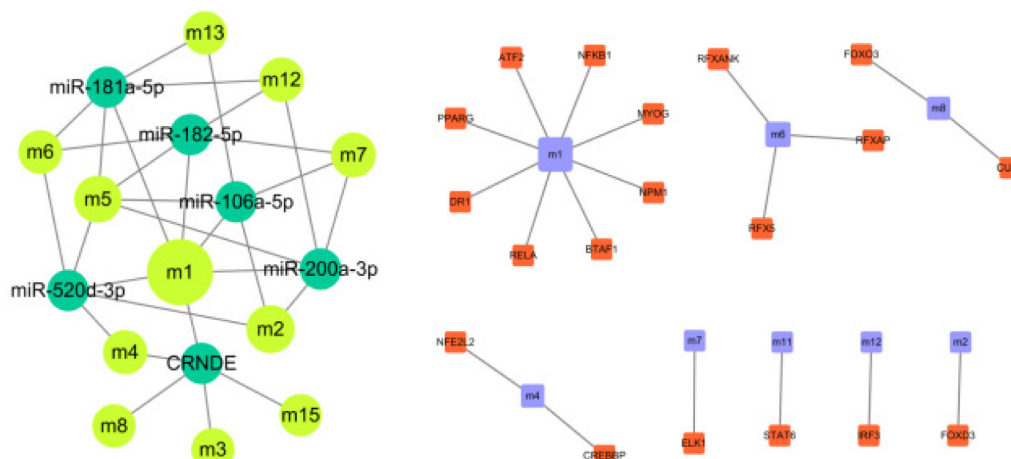 m13
miR-181a-5p
m12
miR-182-5p
m6
m7
m5
miR-106a-5p
m1
miR-200a-3p
miR-520d-3p
m2
m4
CRNDE
m8
m15
m3
ATF2
NFKB1
PPARG
MYOG
m1
DR1
NPM1
RELA
BTAF1
RFXANK
m6
RFXAP
RFX5
FOXO3
m8
CU
NFE2L2
m4
CREBBP
m7
ELK1
m11
STAT6
m12
IRF3
m2
FOXD3